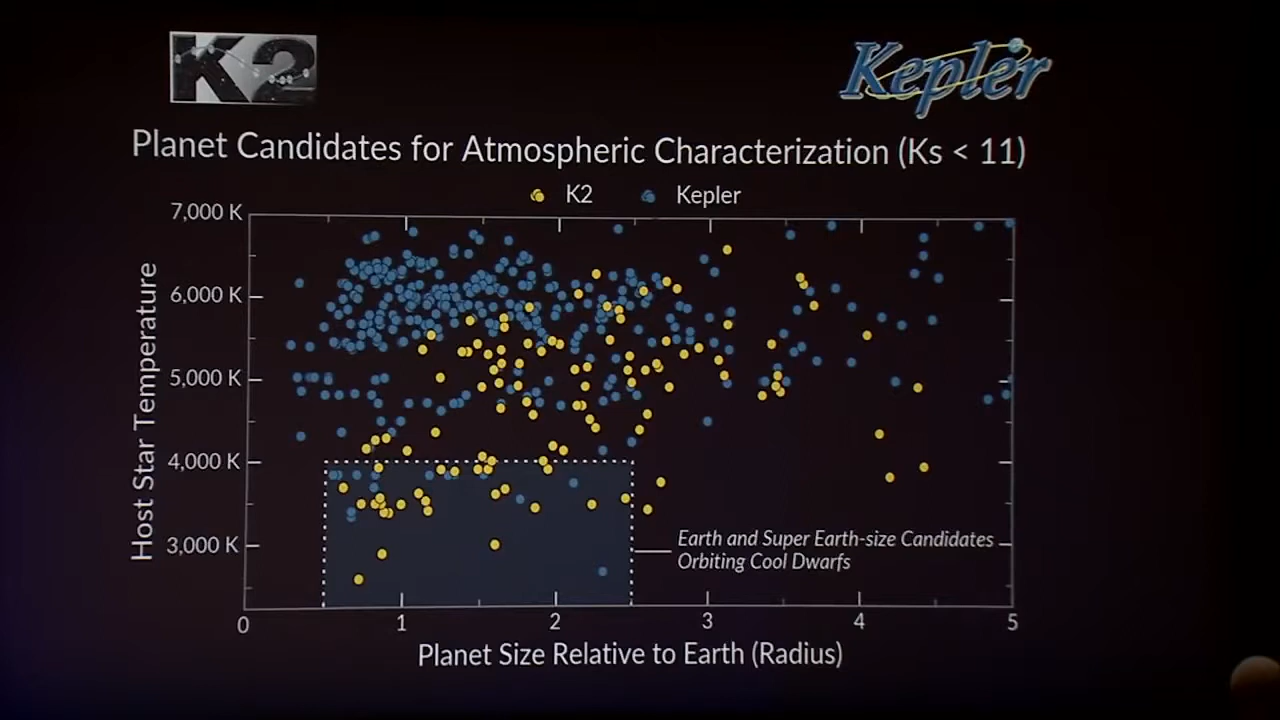 K2
Kepler
Planet Candidates for Atmospheric Characterization (Ks < 11)
K2
Kepler
7,000 K
6,000 K
5,000 K
4,000 K
3,000 K
Host Star Temperature
Earth and Super Earth-size Candidates
Orbiting Cool Dwarfs
0
1
2
3
4
5
Planet Size Relative to Earth (Radius)